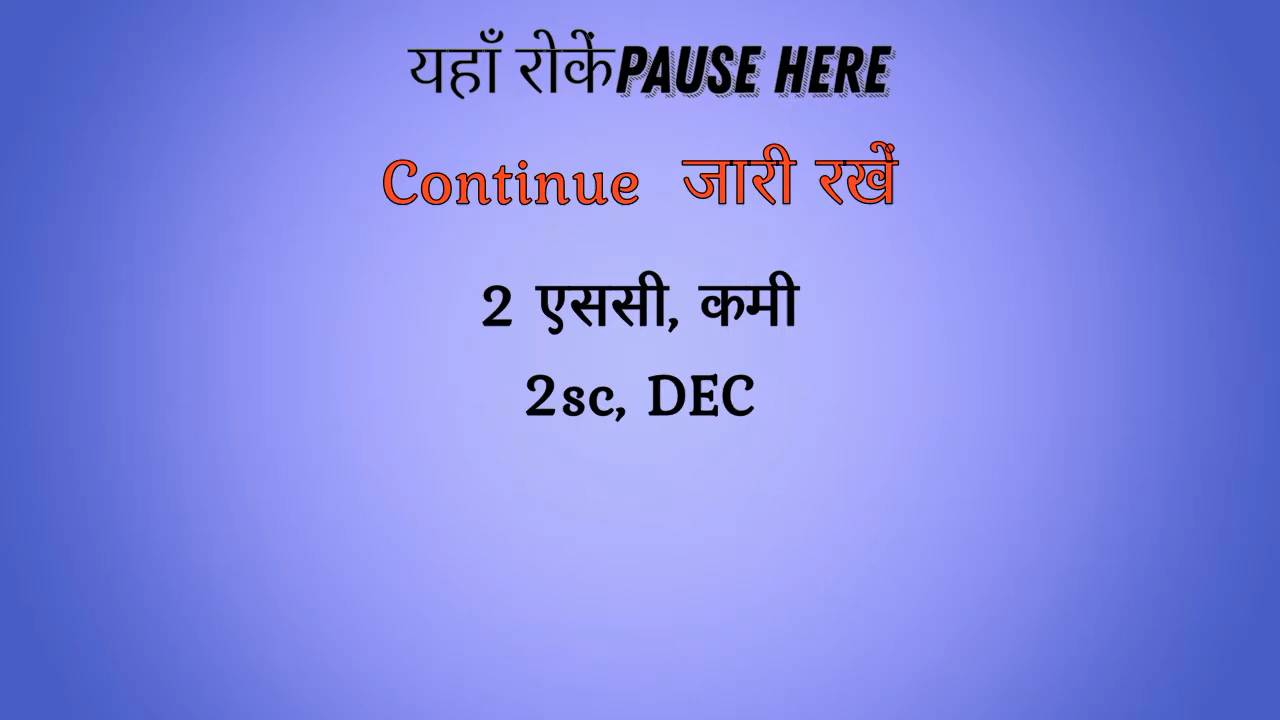 यहाँ रोकेंPAUSE HERE
Continue जारी रखें
2 एससी, कमी
2sc, DEC